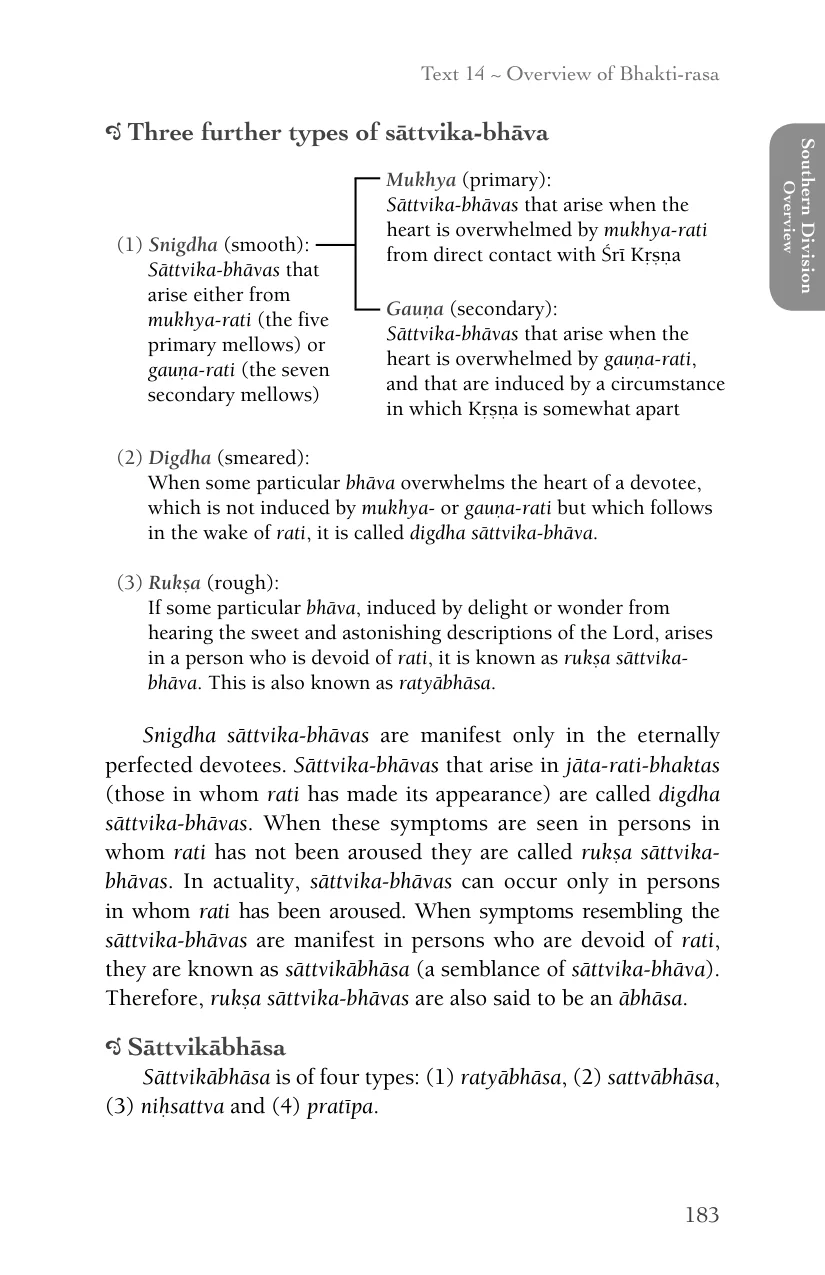 Text 14 ~ Overview of Bhakti-rasa
Southern Division
Overview
Three further types of sāttvika-bhāva
(1) Snigdha (smooth):
Sāttvika-bhāvas that
arise either from
mukhya-rati (the five
primary mellows) or
gauṇa-rati (the seven
secondary mellows)
Mukhya (primary):
Sāttvika-bhāvas that arise when the
heart is overwhelmed by mukhya-rati
from direct contact with Śrī Kṛṣṇa
Gauṇa (secondary):
Sāttvika-bhāvas that arise when the
heart is overwhelmed by gauṇa-rati,
and that are induced by a circumstance
in which Kṛṣṇa is somewhat apart
(2) Digdha (smeared):
When some particular bhāva overwhelms the heart of a devotee,
which is not induced by mukhya- or gauṇa-rati but which follows
in the wake of rati, it is called digdha sāttvika-bhāva.
(3) Rukṣa (rough):
If some particular bhāva, induced by delight or wonder from
hearing the sweet and astonishing descriptions of the Lord, arises
in a person who is devoid of rati, it is known as rukṣa sāttvika-
bhāva. This is also known as ratyābhāsa.
Snigdha sāttvika-bhāvas are manifest only in the eternally
perfected devotees. Sāttvika-bhāvas that arise in jāta-rati-bhaktas
(those in whom rati has made its appearance) are called digdha
sāttvika-bhāvas. When these symptoms are seen in persons in
whom rati has not been aroused they are called rukṣa sāttvika-
bhāvas. In actuality, sāttvika-bhāvas can occur only in persons
in whom rati has been aroused. When symptoms resembling the
sāttvika-bhāvas are manifest in persons who are devoid of rati,
they are known as sāttvikābhāsa (a semblance of sāttvika-bhāva).
Therefore, rukṣa sāttvika-bhāvas are also said to be an ābhāsa.
Sāttvikābhāsa
Sāttvikābhāsa is of four types: (1) ratyābhāsa, (2) sattvābhāsa,
(3) niḥsattva and (4) pratīpa.
183